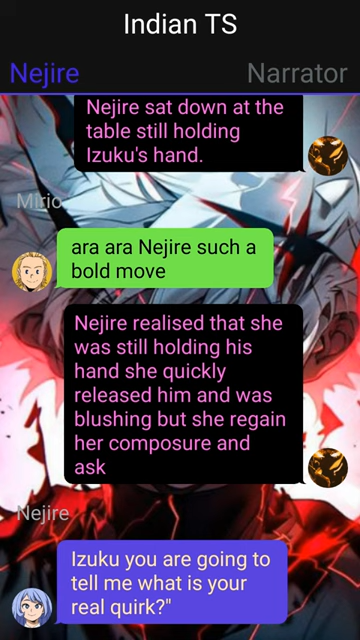 Indian TS
Nejire
Narrator
Nejire sat down at the
table still holding
Izuku's hand.
Mirio
ara ara Nejire such a
bold move
Nejire realised that she
was still holding his
hand she quickly
released him and was
blushing but she regain
her composure and
ask
Nejire
Izuku you are going to
tell me what is your
real quirk?"